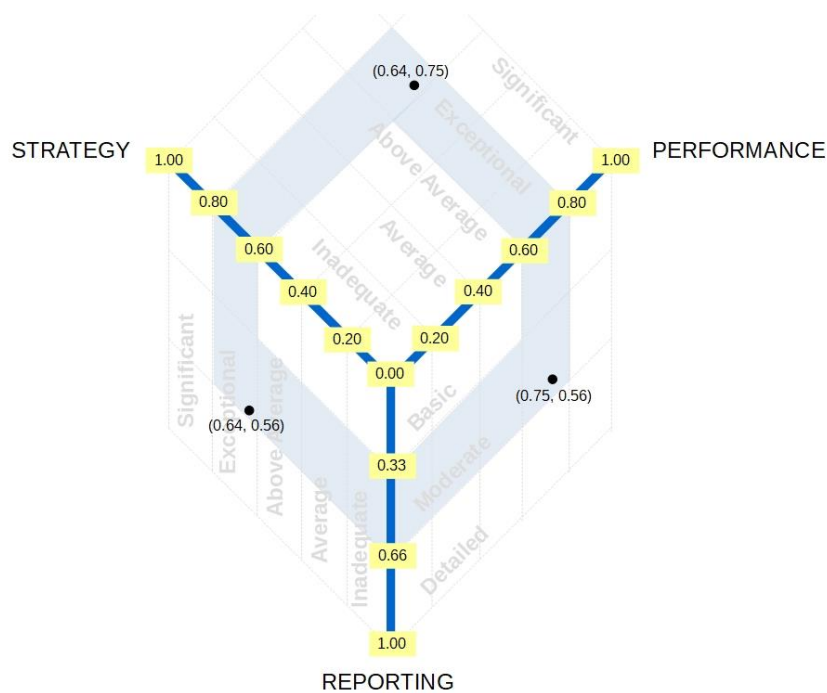 (0.64, 0.75)
Significant
STRATEGY
1.00
Exceptional
1.00
PERFORMANCE
Above Average
0.80
0.80
Average
0.60
0.60
Inadequate
0.40
0.40
0.20
0.20
0.00
Significant
Exceptional
Above Average
Average
Inadequate
(0.64, 0.56)
(0.75, 0.56)
Basic
0.33
Moderate
0.66
Detailed
1.00
REPORTING